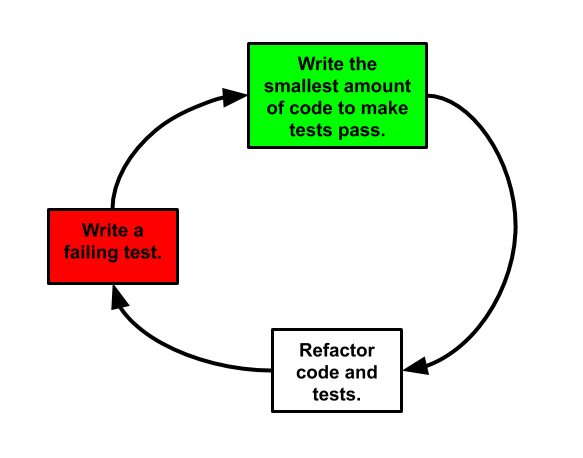 Write the
smallest amount
of code to make
tests pass.
Write a
failing test.
Refactor
code and
tests.